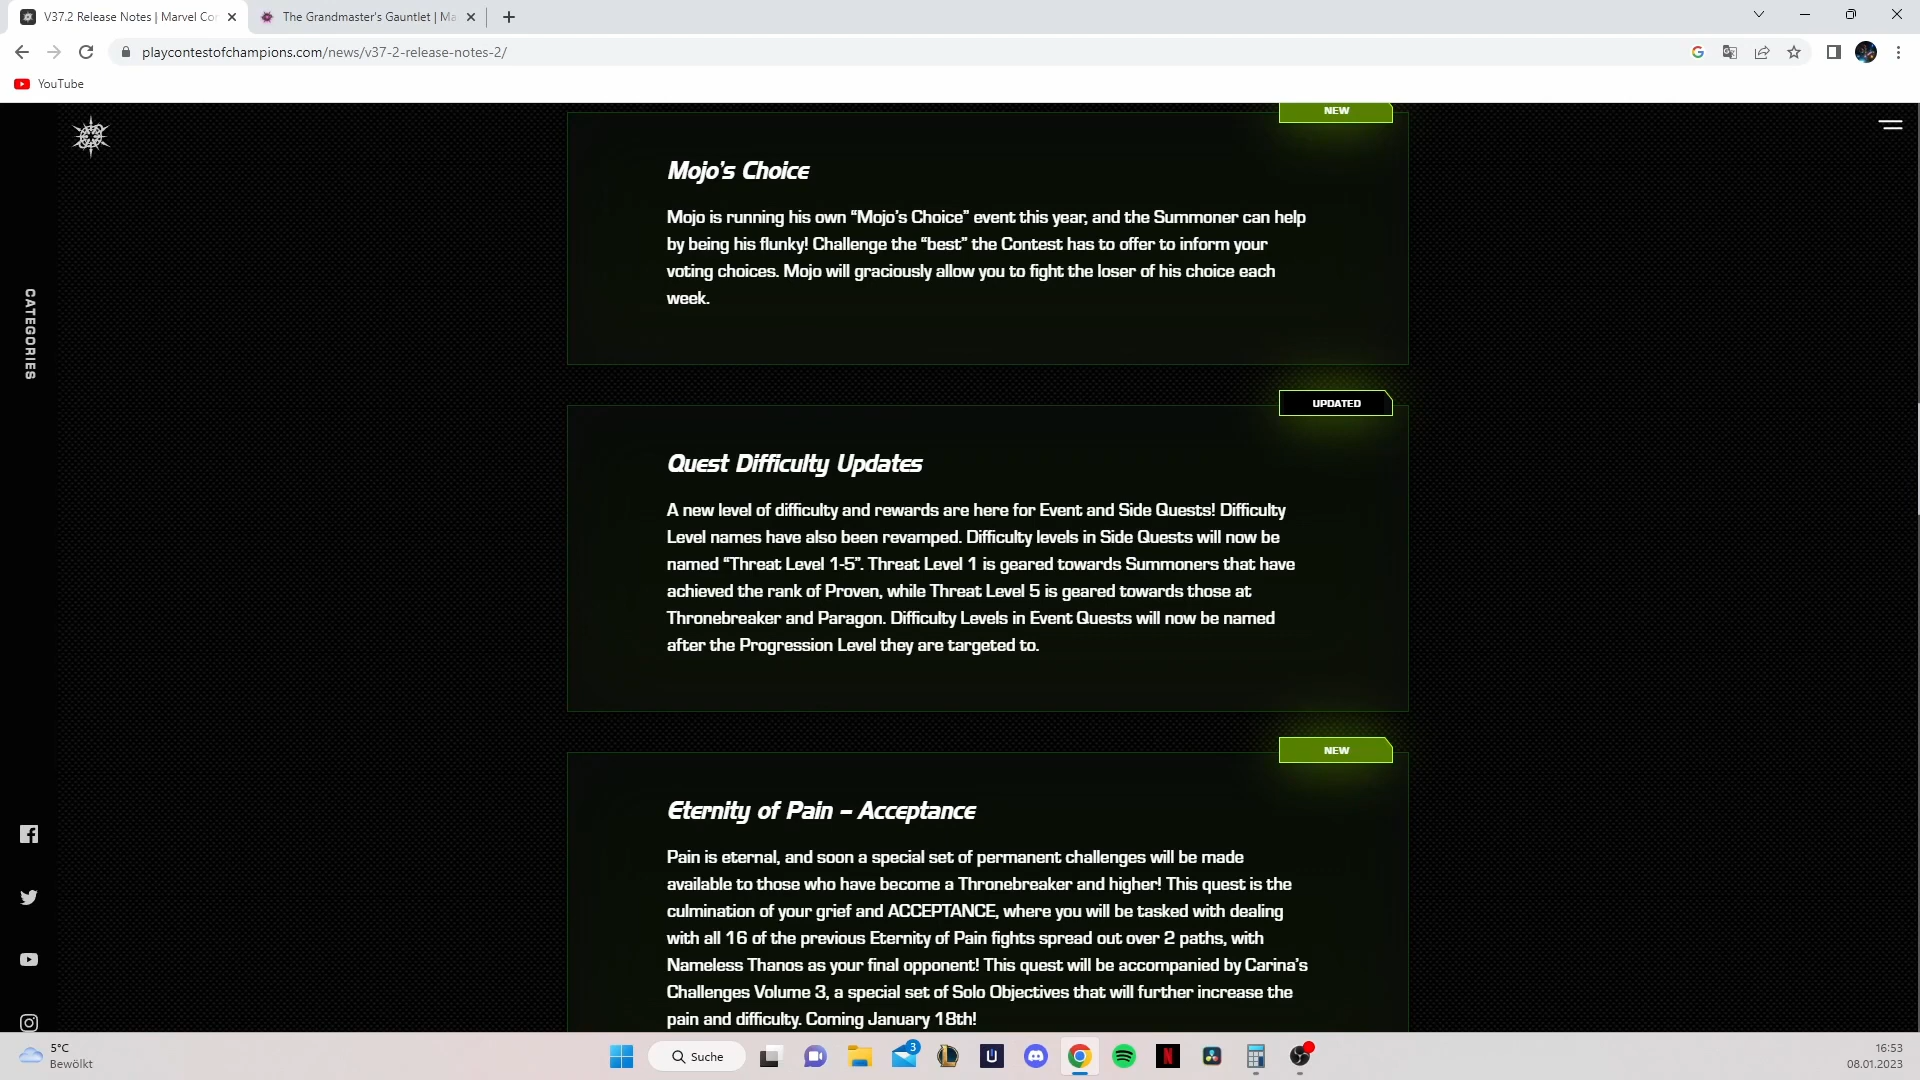 V37.2 Release Notes | Marvel Con
The Grandmaster's Gauntlet | Ma
playcontestofchampions.com/news/v37-2-release-notes-2/
YouTube
NEW
Mojo's Choice
Mojo is running his own “Mojo's Choice” event this year, and the Summoner can help
by being his flunky! Challenge the “best” the Contest has to offer to inform your
voting choices. Mojo will graciously allow you to fight the loser of his choice each
week.
CATEGORIES
UPDATED
Quest Difficulty Updates
A new level of difficulty and rewards are here for Event and Side Quests! Difficulty
Level names have also been revamped. Difficulty levels in Side Quests will now be
named “Threat Level 1-5”. Threat Level 1 is geared towards Summoners that have
achieved the rank of Proven, while Threat Level 5 is geared towards those at
Thronebreaker and Paragon. Difficulty Levels in Event Quests will now be named
after the Progression Level they are targeted to.
NEW
Eternity of Pain – Acceptance
Pain is eternal, and soon a special set of permanent challenges will be made
available to those who have become a Thronebreaker and higher! This quest is the
culmination of your grief and ACCEPTANCE, where you will be tasked with dealing
with all 16 of the previous Eternity of Pain fights spread out over 2 paths, with
Nameless Thanos as your final opponent! This quest will be accompanied by Carina's
Challenges Volume 3, a special set of Solo Objectives that will further increase the
pain and difficulty. Coming January 18th!
5°C
Bewölkt
Suche
3
16:53
08.01.2023